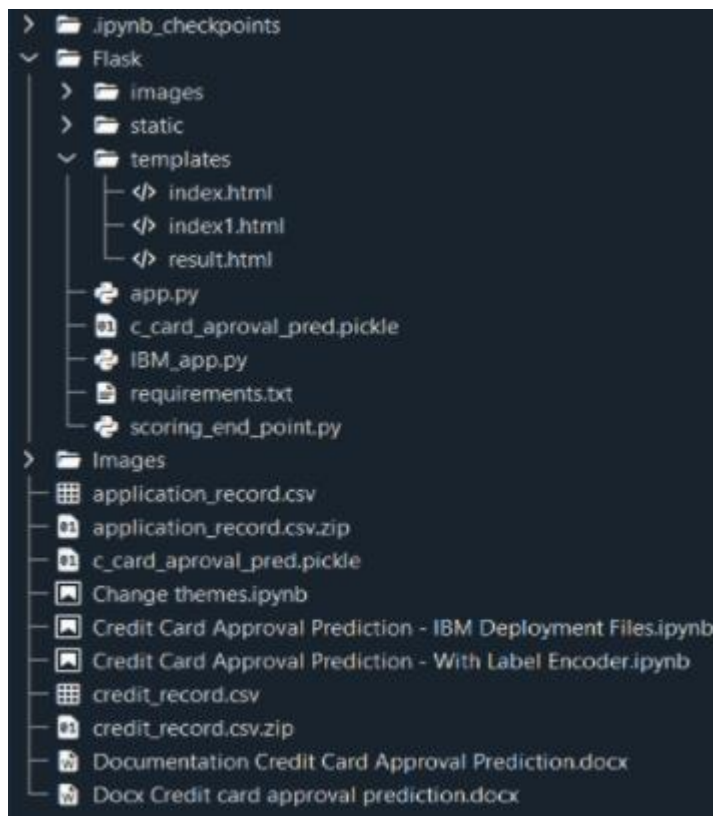 .ipynb_checkpoints
Flask
images
static
templates
index.html
index1.html
result.html
app.py
c_card_aproval_pred.pickle
IBM_app.py
requirements.txt
scoring_end_point.py
Images
application_record.csv
application_record.csv.zip
c_card_aproval_pred.pickle
Change themes.ipynb
Credit Card Approval Prediction - IBM Deployment Files.ipynb
Credit Card Approval Prediction - With Label Encoder.ipynb
credit_record.csv
credit_record.csv.zip
Documentation Credit Card Approval Prediction.docx
Docx Credit card approval prediction.docx